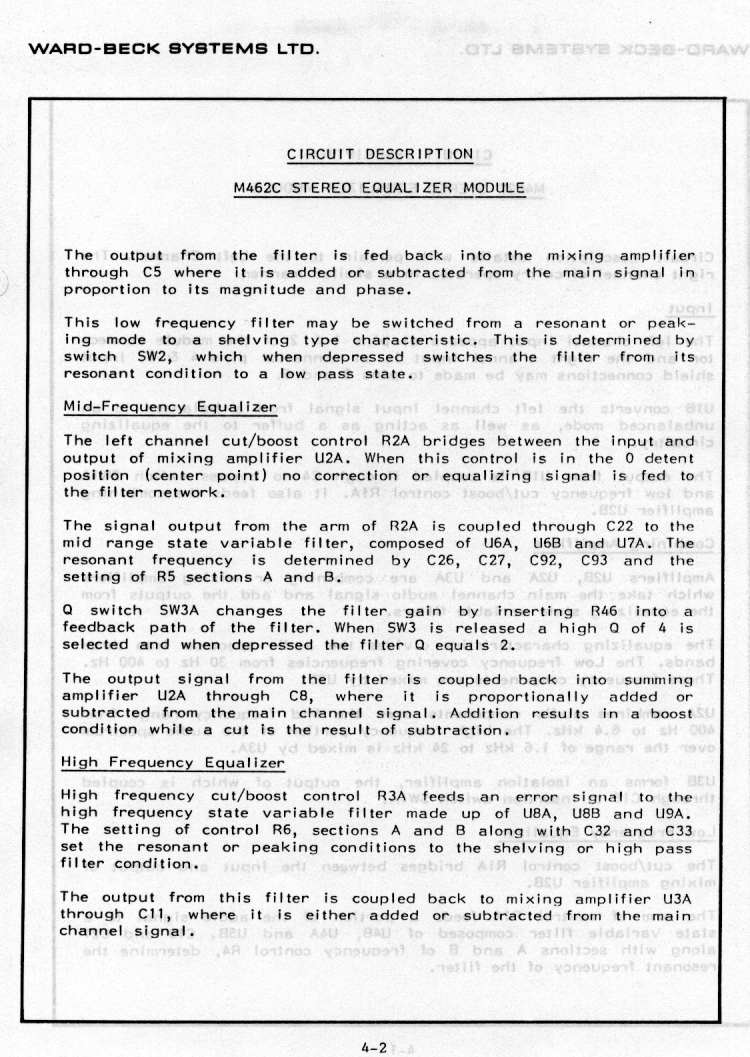 WARD-BECK SYSTEMS LTD.
CIRCUIT DESCRIPTION
M462C STEREO EQUALIZER MODULE
The output from the filter is fed back into the mixing amplifier
through C5 where it is added or subtracted from the main signal in
proportion to its magnitude and phase.
This low frequency filter may be switched from a resonant or peak-
ing mode to a shelving type characteristic. This is determined by
switch SW2, which when depressed switches the filter from its
resonant condition to a low pass state.
Mid-Frequency Equalizer
The left channel cut/boost control R2A bridges between the input and
output of mixing amplifier U2A. When this control is in the 0 detent
position (center point) no correction or equalizing signal is fed to
the filter network.
The signal output from the arm of R2A is coupled through C22 to the
mid range state variable filter, composed of U6A, U6B and U7A. The
resonant frequency is determined by C26, C27, C92, C93 and the
setting of R5 sections A and B.
Q switch SW3A changes the filter gain by inserting R46 into a
feedback path of the filter. When SW3 is released a high Q of 4 is
selected and when depressed the filter Q equals 2.
The output signal from the filter is coupled back into summing
amplifier U2A through C8, where it is proportionally added or
subtracted from the main channel signal. Addition results in a boost
condition while a cut is the result of subtraction.
High Frequency Equalizer
High frequency cut/boost control R3A feeds an error signal to the
high frequency state variable filter made up of U8A, U8B and U9A.
The setting of control R6, sections A and B along with C32 and C33
set the resonant or peaking conditions to the shelving or high pass
filter condition.
The output from this filter is coupled back to mixing amplifier U3A
through C11, where it is either added or subtracted from the main
channel signal.
4-2